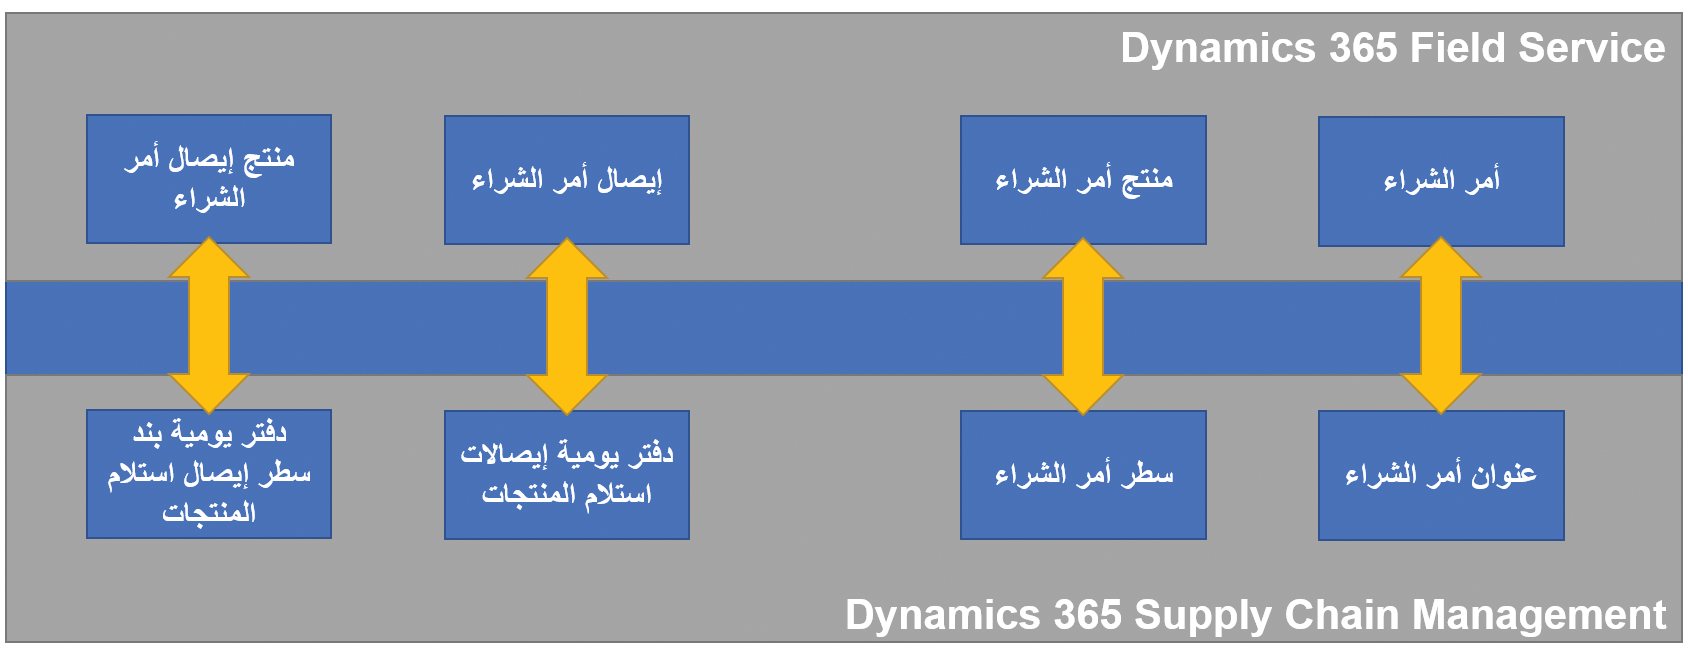 Dynamics 365 Field Service
أمر الشراء
منتج أمر الشراء
إيصال أمر الشراء
منتج إيصال أمر
الشراء
عنوان أمر الشراء
سطر أمر الشراء
دفتر يومية إيصالات
استلام المنتجات
دفتر يومية بند
سطر إيصال استلام
المنتجات
Dynamics 365 Supply Chain Management